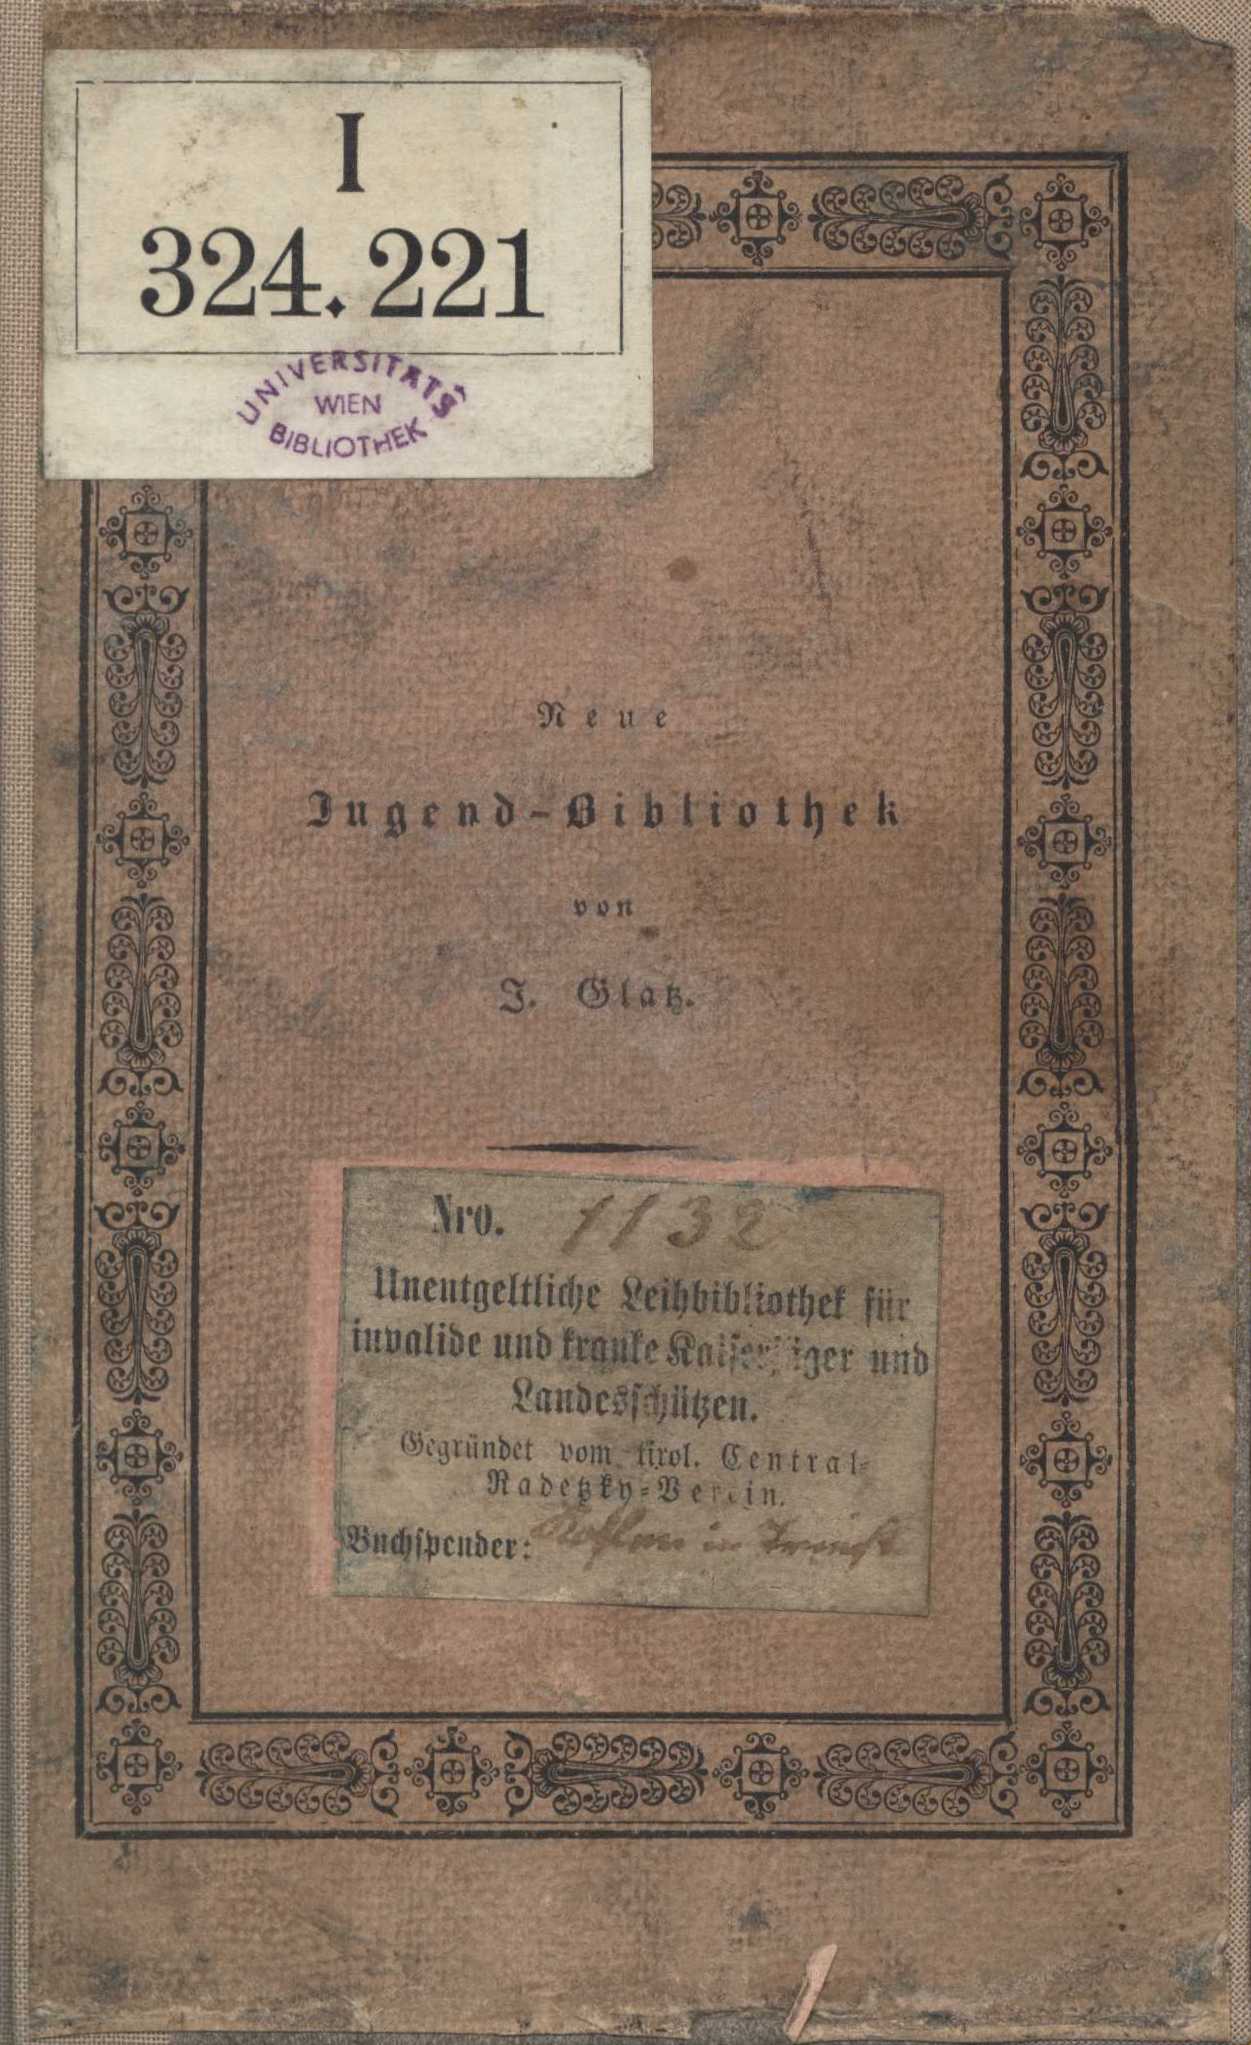 I
324.221
UNIVERSITÄTS
WIEN
BIBLIOTHEK
Neue
Jugend-Bibliothek
von
J. Glatz.
Nro. 1132
Unentgeltliche Leihbibliothek für
invalide und kranke Kaiserjäger und
Landesschützen.
Gegründet vom tirol. Central-
Radetzky-Verein.
Buchspender: in